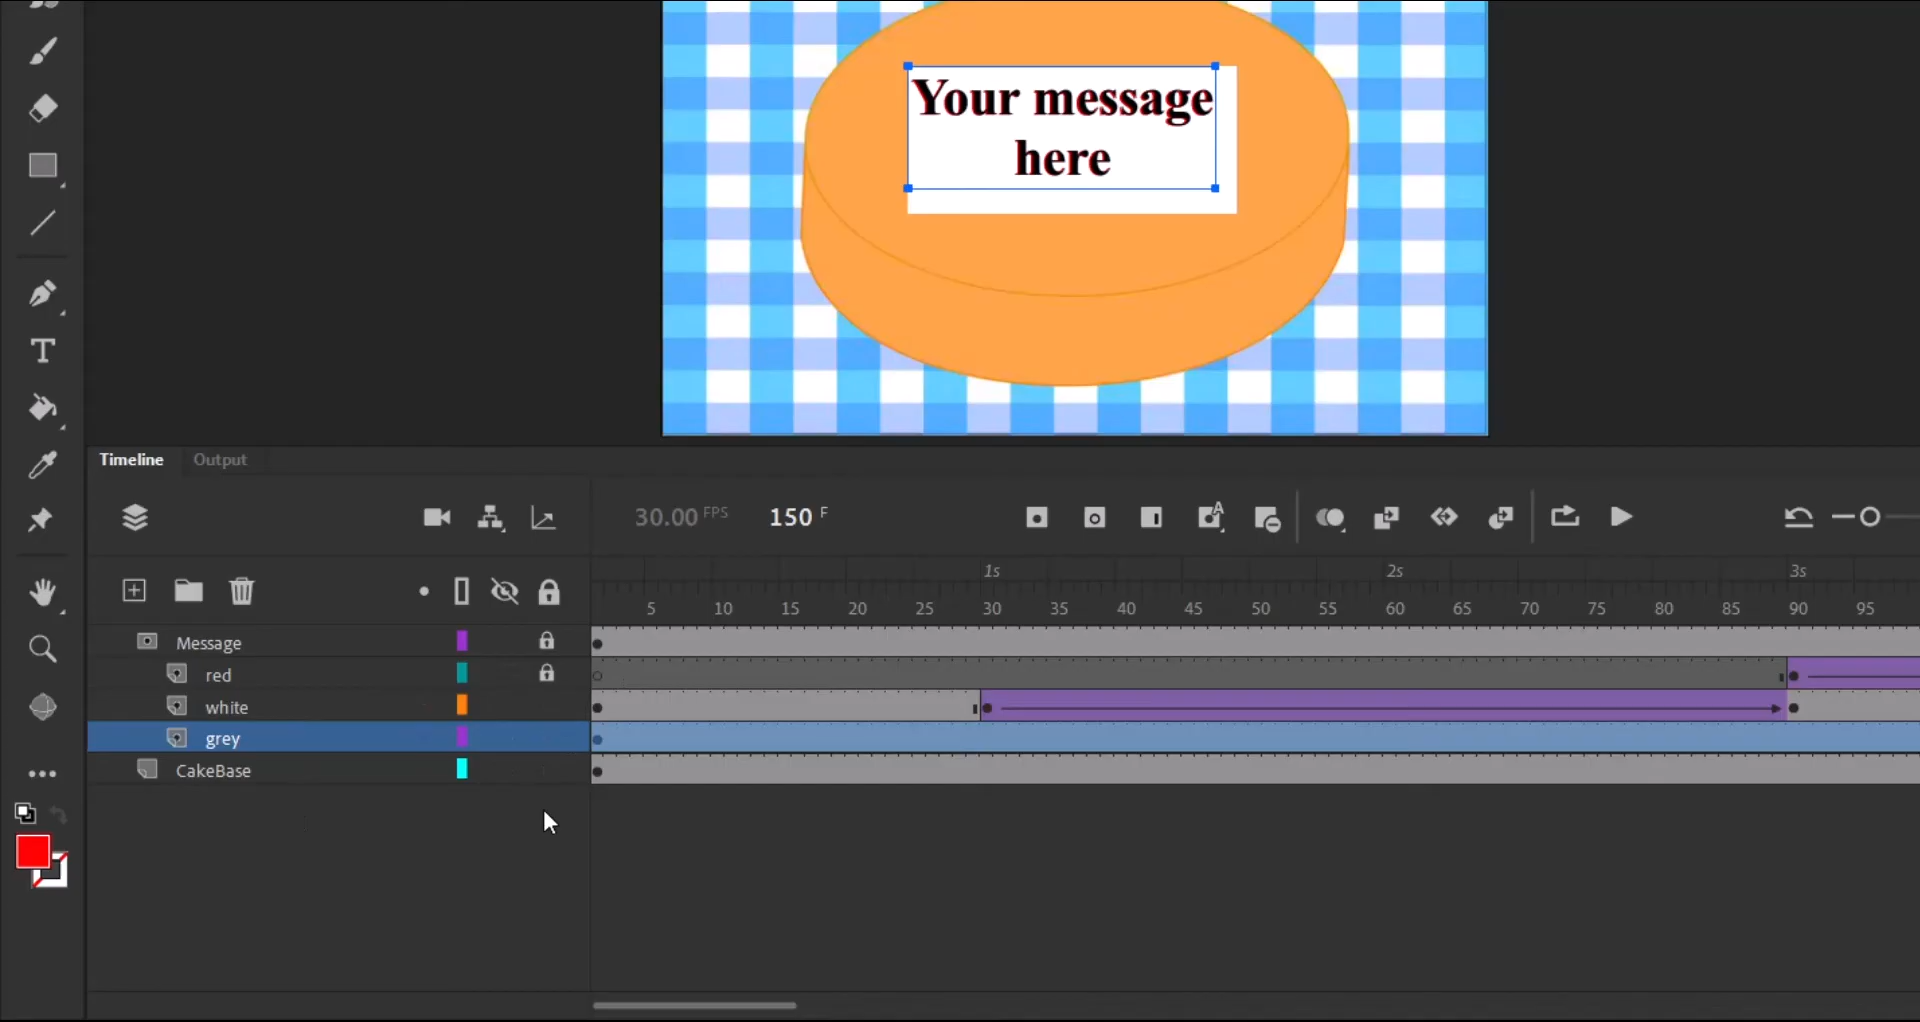 Your message
here
Timeline Output
30.00 FPS 150 F
1s 2s 3s
5 10 15 20 25 30 35 40 45 50 55 60 65 70 75 80 85 90 95
Message
red
white
grey
CakeBase